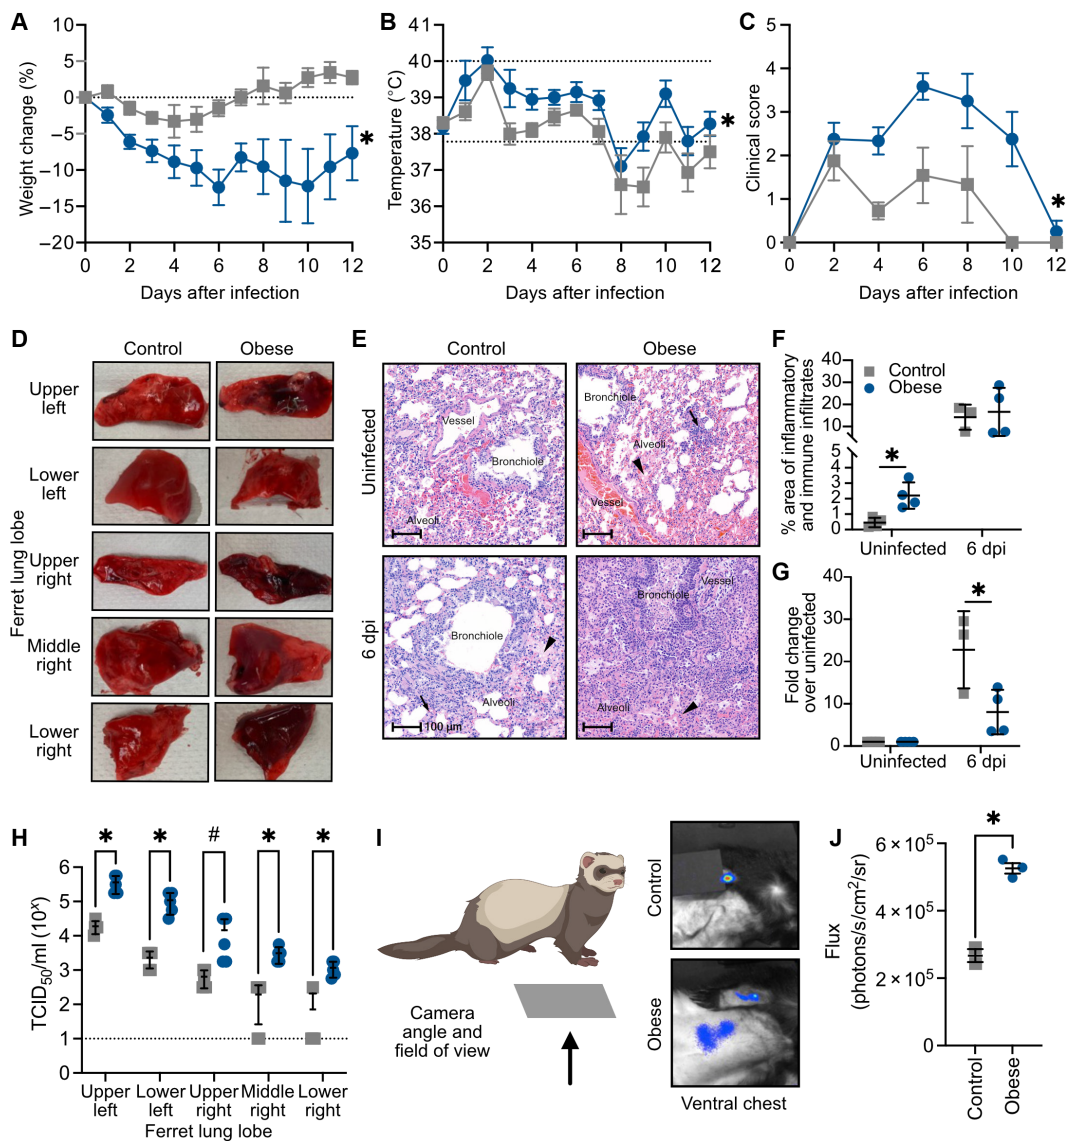 A
10
5
0
–5
–10
–15
–20
Weight change (%)
0 2 4 6 8 10 12
Days after infection
*
B
41
40
39
38
37
36
35
Temperature (°C)
0 2 4 6 8 10 12
Days after infection
*
C
5
4
3
2
1
0
Clinical score
0 2 4 6 8 10 12
Days after infection
*
D
Control Obese
Ferret lung lobe
Upper
left
Lower
left
Upper
right
Middle
right
Lower
right
E
Control Obese
Uninfected
Vessel
Bronchiole
Alveoli
Bronchiole
Alveoli
Vessel
6 dpi
Bronchiole
Alveoli
100 μm
Vessel
Bronchiole
Alveoli
F
% area of inflammatory
and immune infiltrates
40
30
20
10
5
4
3
2
1
0
Control
Obese
*
Uninfected 6 dpi
G
Fold change
over uninfected
40
30
20
10
0
*
Uninfected 6 dpi
H
* * # * *
TCID50/ml (10x)
6
5
4
3
2
1
0
Upper
left
Lower
left
Upper
right
Middle
right
Lower
right
Ferret lung lobe
I
Camera
angle and
field of view
Control
Obese
Ventral chest
J
*
Flux
(photons/s/cm2/sr)
6 × 105
4 × 105
2 × 105
0
Control
Obese